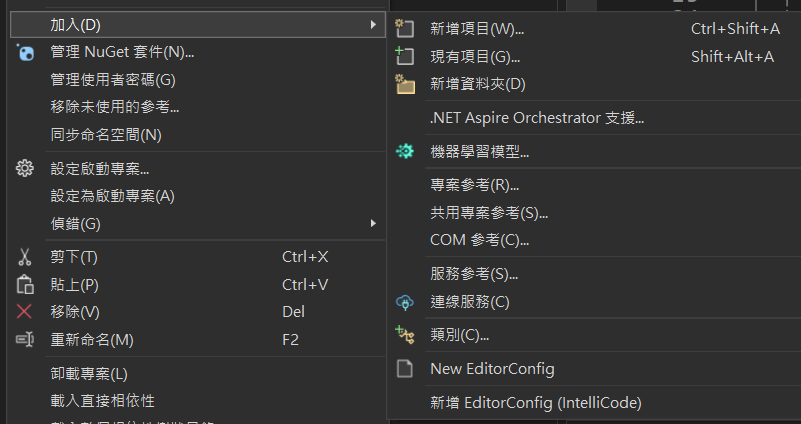 加入(D)
管理 NuGet 套件(N)...
管理使用者密碼(G)
移除未使用的參考...
同步命名空間(N)
設定啟動專案...
設定為啟動專案(A)
偵錯(G)
剪下(T) Ctrl+X
貼上(P) Ctrl+V
移除(V) Del
重新命名(M) F2
卸載專案(L)
載入直接相依性
新增項目(W)... Ctrl+Shift+A
現有項目(G)... Shift+Alt+A
新增資料夾(D)
.NET Aspire Orchestrator 支援...
機器學習模型...
專案參考(R)...
共用專案參考(S)...
COM 參考(C)...
服務參考(S)...
連線服務(C)
類別(C)...
New EditorConfig
新增 EditorConfig (IntelliCode)